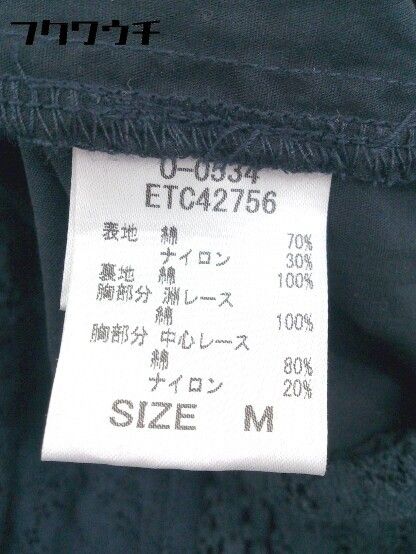 フクワウチ
0-0534
ETC42756
表地 綿 70%
ナイロン 30%
裏地 綿 100%
胸部分 淵レース
綿 100%
胸部分 中心レース
綿 80%
ナイロン 20%
SIZE M